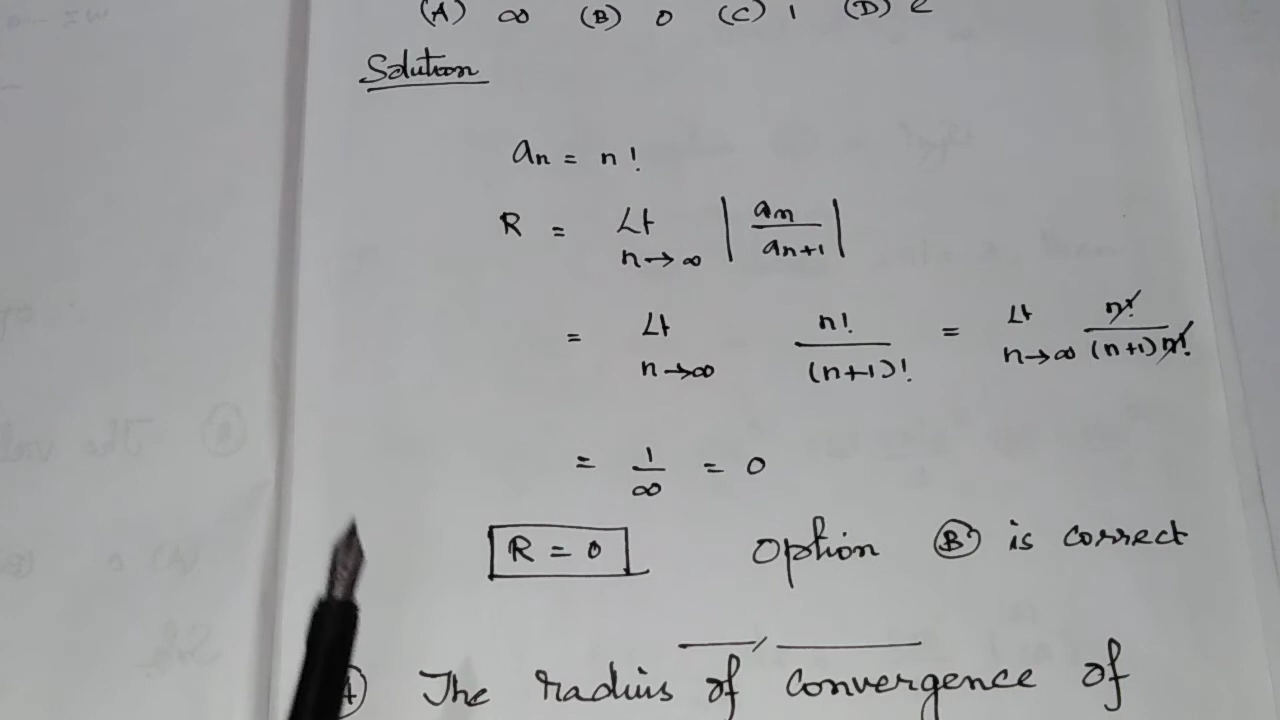 (A) ∞ (B) 0 (C) 1 (D)
Solution
an = n!
R = Lt n→∞ | an / an+1 |
= Lt n→∞ n! / (n+1)! = Lt n→∞ n! / (n+1) n!
= 1/∞ = 0
R = 0 Option (B) is correct
The radius of convergence of